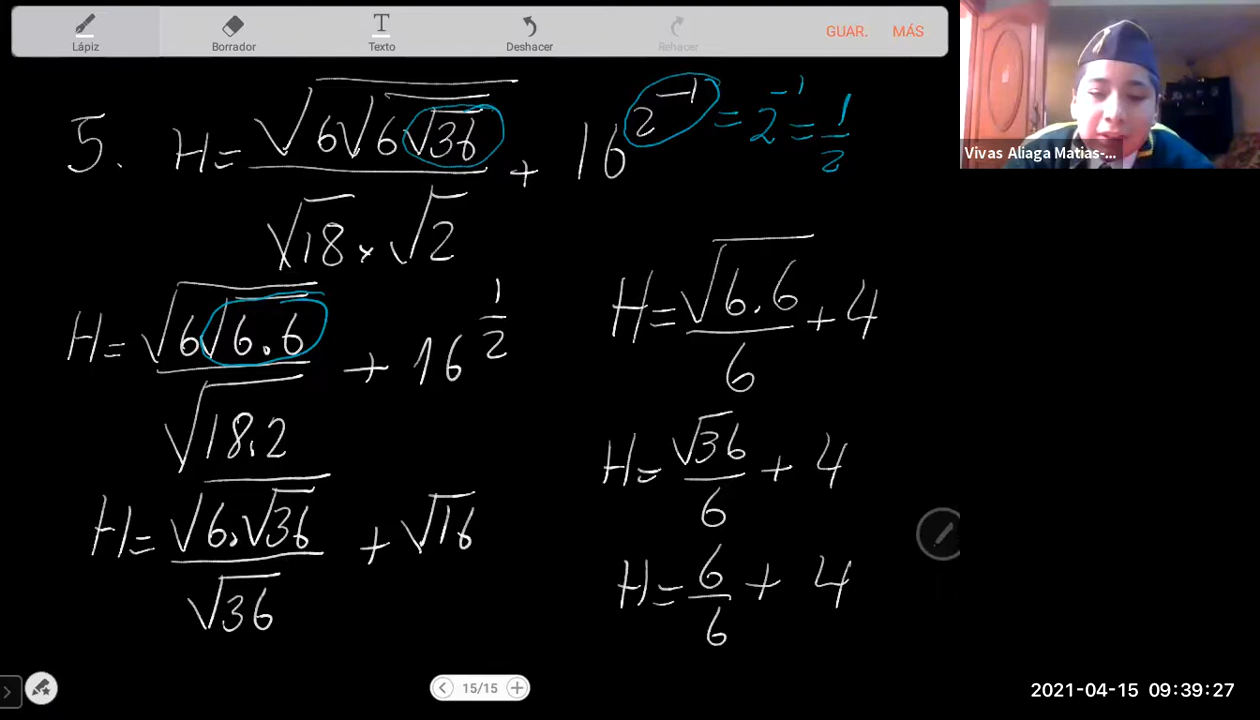 Lápiz Borrador Texto Deshacer Rehacer GUAR. MÁS
Vivas Aliaga Matias-...
5. H = √(6√(6√36)) / (√18 × √2) + 16^(2^-1) = 2^-1 = 1/2
H = √(6√(6.6)) / √(18.2) + 16^(1/2)
H = √(6.√36) / √36 + √16
H = √(6.6) / 6 + 4
H = √36 / 6 + 4
H = 6/6 + 4
15/15
2021-04-15 09:39:27